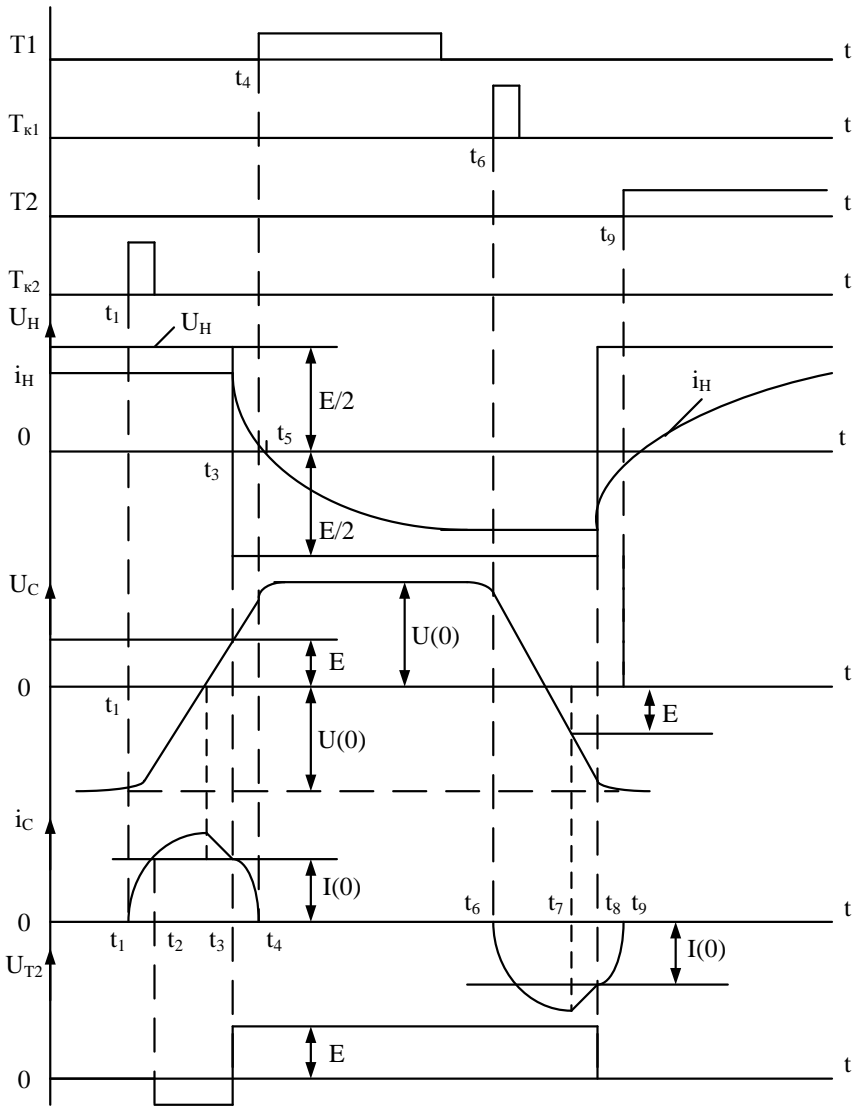 T1 t
t4
Tк1 t
t6
T2 t
t9
Tк2 t
t1
UН
UН
iН
E/2
iН
0 t5 t
t3
E/2
UC
U(0)
E
0 t
t1
E
U(0)
iC
I(0)
0 t1 t2 t3 t4 t6 t7 t8 t9 t
UT2
I(0)
E
0 t